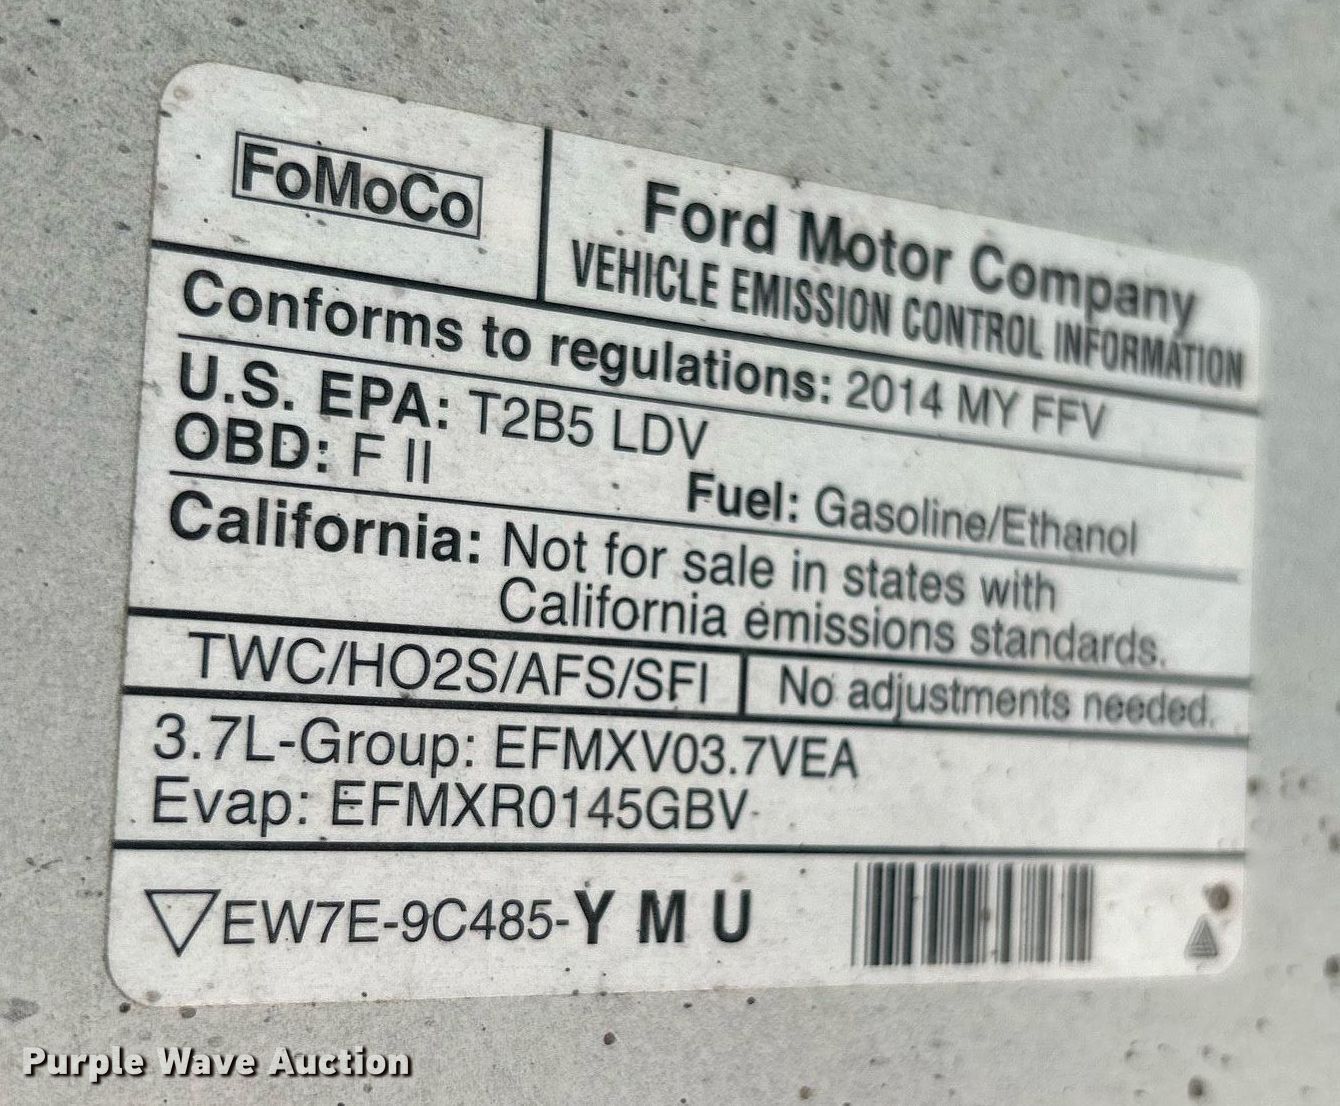 FoMoCo
Ford Motor Company
VEHICLE EMISSION CONTROL INFORMATION
Conforms to regulations: 2014 MY FFV
U.S. EPA: T2B5 LDV
OBD: F II
Fuel: Gasoline/Ethanol
California: Not for sale in states with
California emissions standards.
TWC/HO2S/AFS/SFI
No adjustments needed.
3.7L-Group: EFMXV03.7VEA
Evap: EFMXR0145GBV
EW7E-9C485-Y M U
Purple Wave Auction